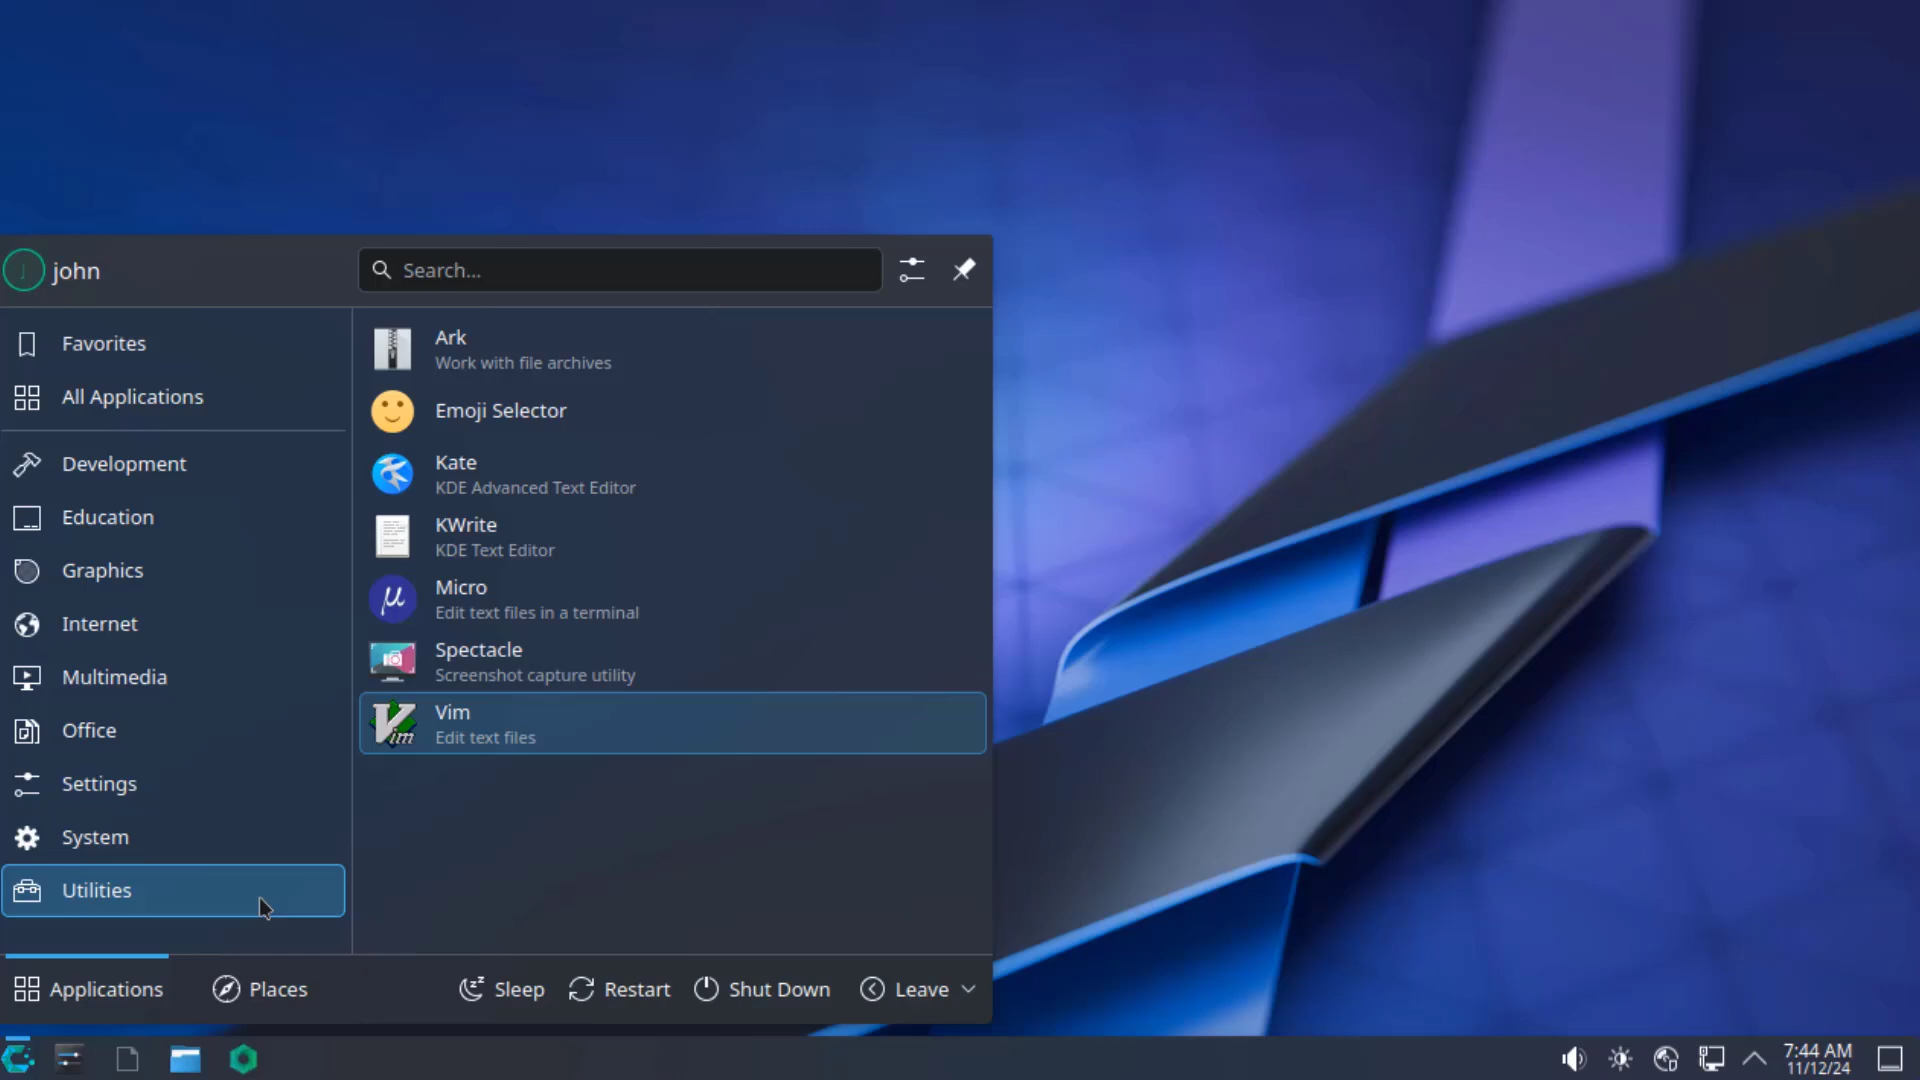 john
Search...
Favorites
All Applications
Development
Education
Graphics
Internet
Multimedia
Office
Settings
System
Utilities
Ark
Work with file archives
Emoji Selector
Kate
KDE Advanced Text Editor
KWrite
KDE Text Editor
μ
Micro
Edit text files in a terminal
Spectacle
Screenshot capture utility
Vim
Vim
Edit text files
Applications
Places
Sleep
Restart
Shut Down
Leave
7:44 AM
11/12/24